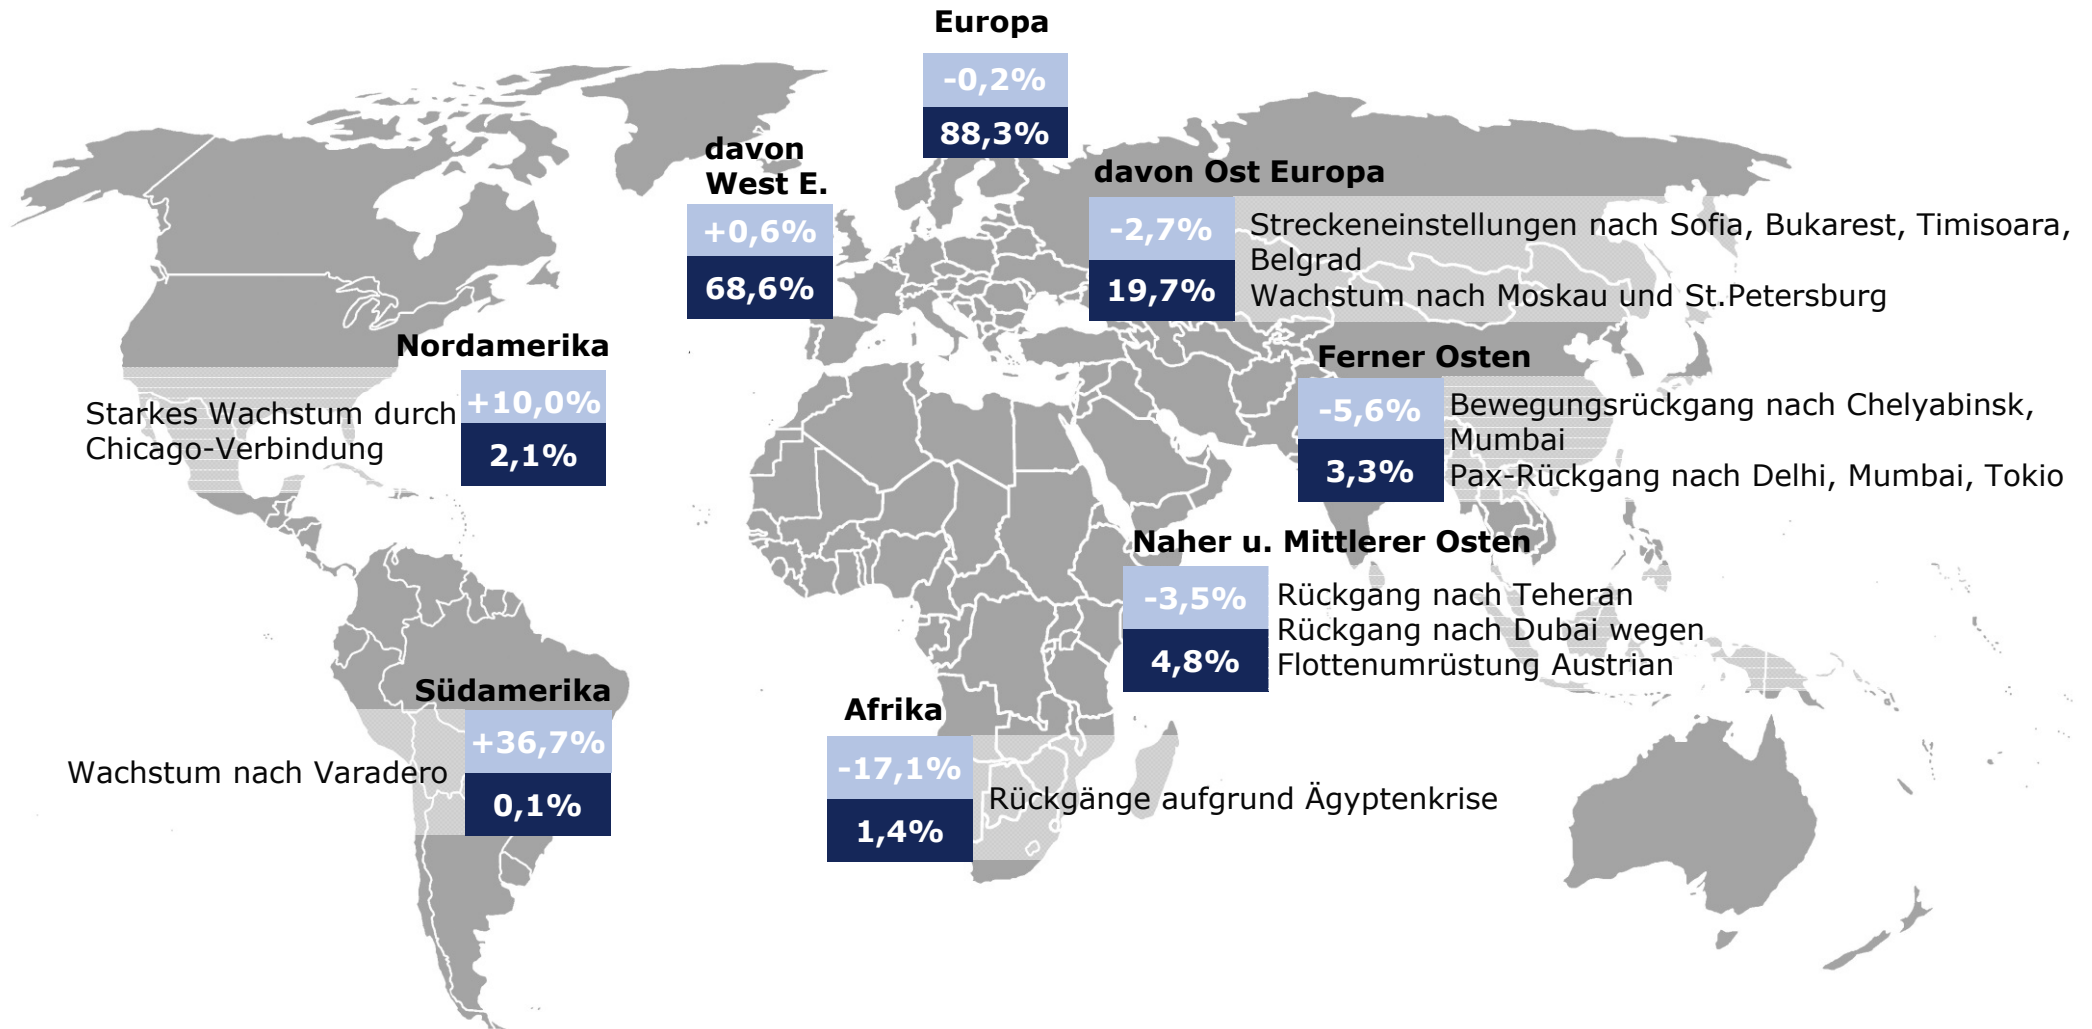 Europa
-0,2%
88,3%
davon
West E.
+0,6%
68,6%
davon Ost Europa
-2,7%
19,7%
Streckeneinstellungen nach Sofia, Bukarest, Timisoara,
Belgrad
Wachstum nach Moskau und St.Petersburg
Nordamerika
+10,0%
2,1%
Starkes Wachstum durch
Chicago-Verbindung
Ferner Osten
-5,6%
3,3%
Bewegungsrückgang nach Chelyabinsk,
Mumbai
Pax-Rückgang nach Delhi, Mumbai, Tokio
Naher u. Mittlerer Osten
-3,5%
4,8%
Rückgang nach Teheran
Rückgang nach Dubai wegen
Flottenumrüstung Austrian
Südamerika
+36,7%
0,1%
Wachstum nach Varadero
Afrika
-17,1%
1,4%
Rückgänge aufgrund Ägyptenkrise